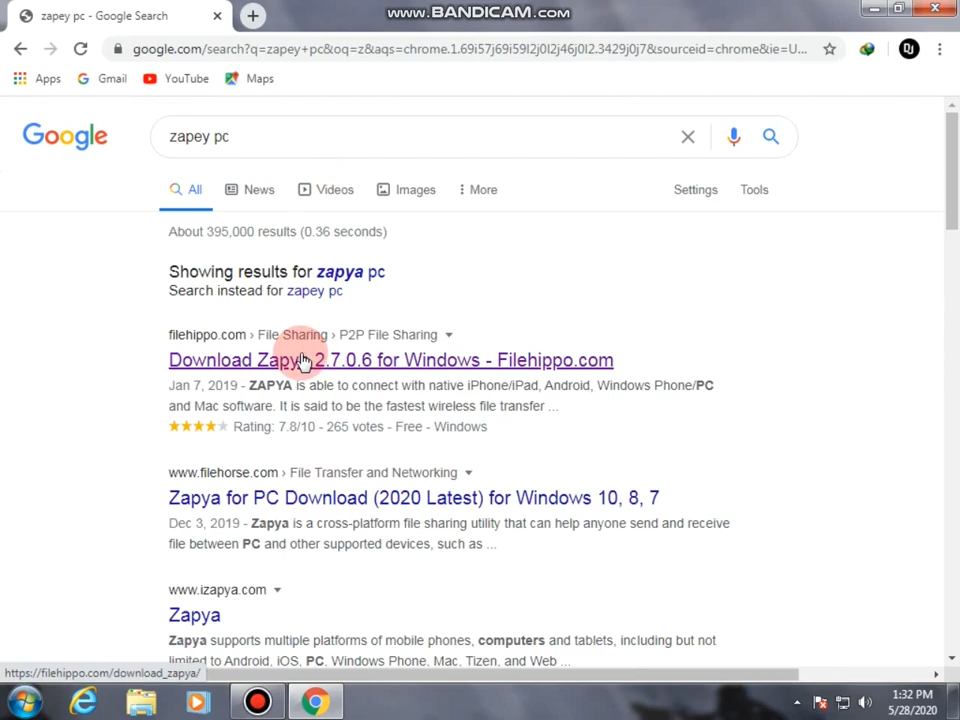 zapey pc - Google Search
www.BANDICAM.com
google.com/search?q=zapey+pc&oq=z&aqs=chrome.1.69i57j69i59l2j0l2j46j0l2.3429j0j7&sourceid=chrome&ie=U...
DJ
Apps Gmail YouTube Maps
Google
zapey pc
All News Videos Images More Settings Tools
About 395,000 results (0.36 seconds)
Showing results for zapya pc
Search instead for zapey pc
filehippo.com › File Sharing › P2P File Sharing
Download Zapya 2.7.0.6 for Windows - Filehippo.com
Jan 7, 2019 - ZAPYA is able to connect with native iPhone/iPad, Android, Windows Phone/PC
and Mac software. It is said to be the fastest wireless file transfer ...
Rating: 7.8/10 - 265 votes - Free - Windows
www.filehorse.com › File Transfer and Networking
Zapya for PC Download (2020 Latest) for Windows 10, 8, 7
Dec 3, 2019 - Zapya is a cross-platform file sharing utility that can help anyone send and receive
file between PC and other supported devices, such as ...
www.izapya.com
Zapya
Zapya supports multiple platforms of mobile phones, computers and tablets, including but not
limited to Android, iOS, PC, Windows Phone, Mac, Tizen, and Web ...
https://filehippo.com/download_zapya/
1:32 PM
5/28/2020